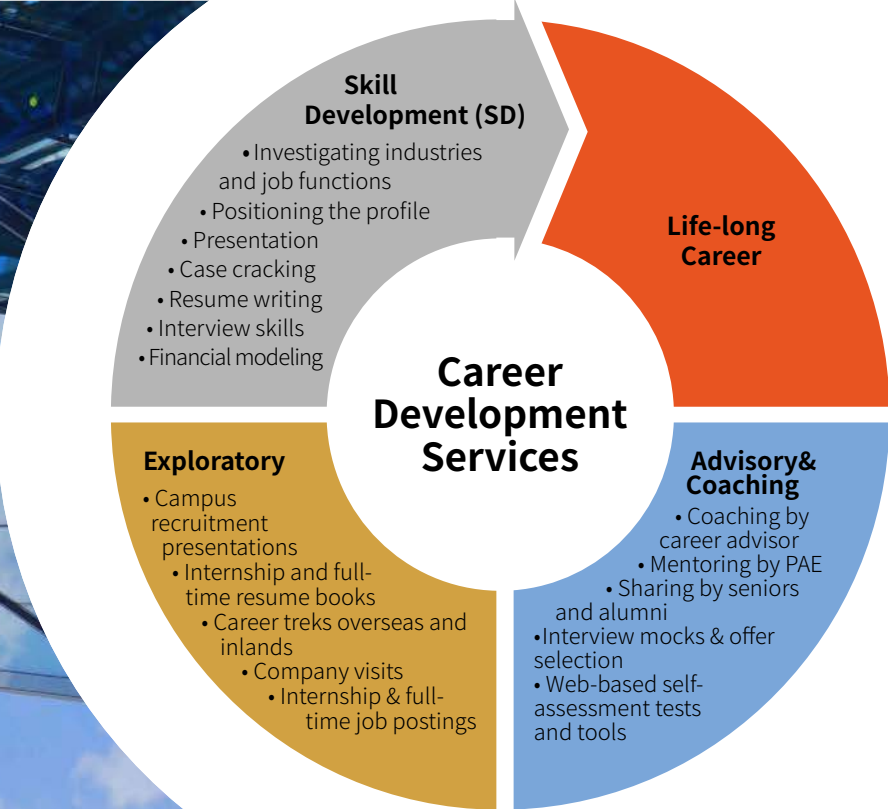 Skill
Development (SD)
• Investigating industries
and job functions
• Positioning the profile
• Presentation
• Case cracking
• Resume writing
• Interview skills
• Financial modeling
Life-long
Career
Career
Development
Services
Exploratory
• Campus
recruitment
presentations
• Internship and full-
time resume books
• Career treks overseas and
inlands
• Company visits
• Internship & full-
time job postings
Advisory&
Coaching
• Coaching by
career advisor
• Mentoring by PAE
• Sharing by seniors
and alumni
•Interview mocks & offer
selection
• Web-based self-
assessment tests
and tools